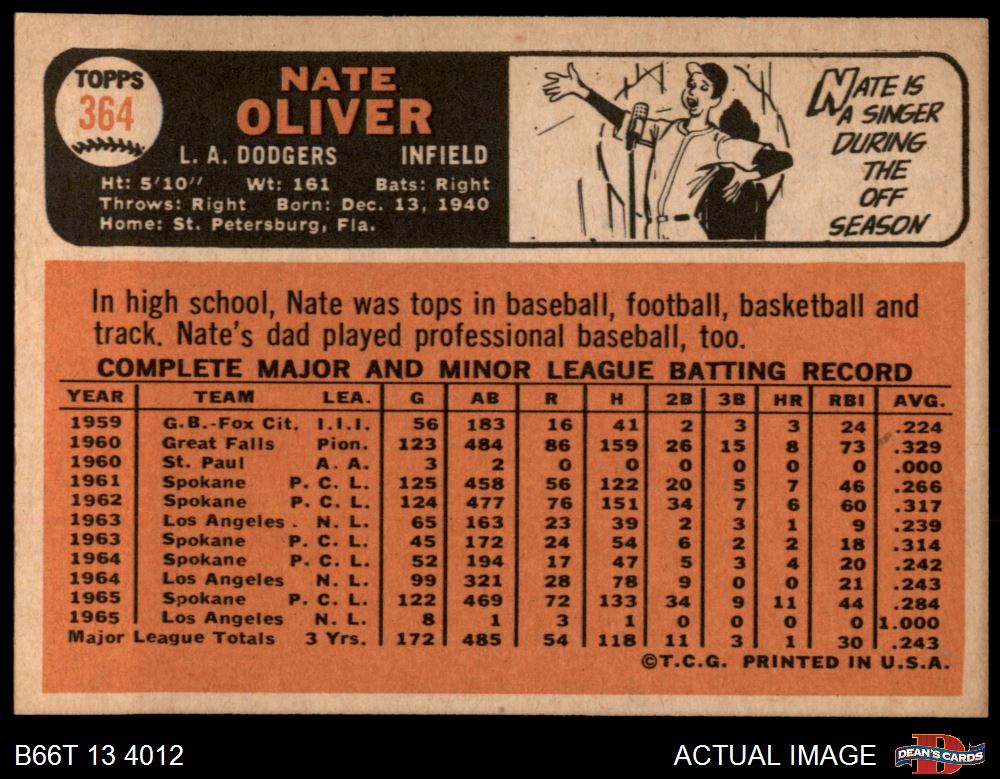 TOPPS
364
NATE
OLIVER
L. A. DODGERS INFIELD
Ht: 5'10" Wt: 161 Bats: Right
Throws: Right Born: Dec. 13, 1940
Home: St. Petersburg, Fla.
NATE IS
A SINGER
DURING
THE
OFF
SEASON
In high school, Nate was tops in baseball, football, basketball and
track. Nate's dad played professional baseball, too.
COMPLETE MAJOR AND MINOR LEAGUE BATTING RECORD
YEAR TEAM LEA. G AB R H 2B 3B HR RBI AVG.
1959 G.B.-Fox Cit. I.I.I. 56 183 16 41 2 3 3 24 .224
1960 Great Falls Pion. 123 484 86 159 26 15 8 73 .329
1960 St. Paul A. A. 3 2 0 0 0 0 0 0 .000
1961 Spokane P. C. L. 125 458 56 122 20 5 7 46 .266
1962 Spokane P. C. L. 124 477 76 151 34 7 6 60 .317
1963 Los Angeles . N. L. 65 163 23 39 2 3 1 9 .239
1963 Spokane P. C. L. 45 172 24 54 6 2 2 18 .314
1964 Spokane P. C. L. 52 194 17 47 5 3 4 20 .242
1964 Los Angeles N. L. 99 321 28 78 9 0 0 21 .243
1965 Spokane P. C. L. 122 469 72 133 34 9 11 44 .284
1965 Los Angeles N. L. 8 1 3 1 0 0 0 0 1.000
Major League Totals 3 Yrs. 172 485 54 118 11 3 1 30 .243
©T.C.G. PRINTED IN U.S.A.
B66T 13 4012 ACTUAL IMAGE DEAN'S CARDS